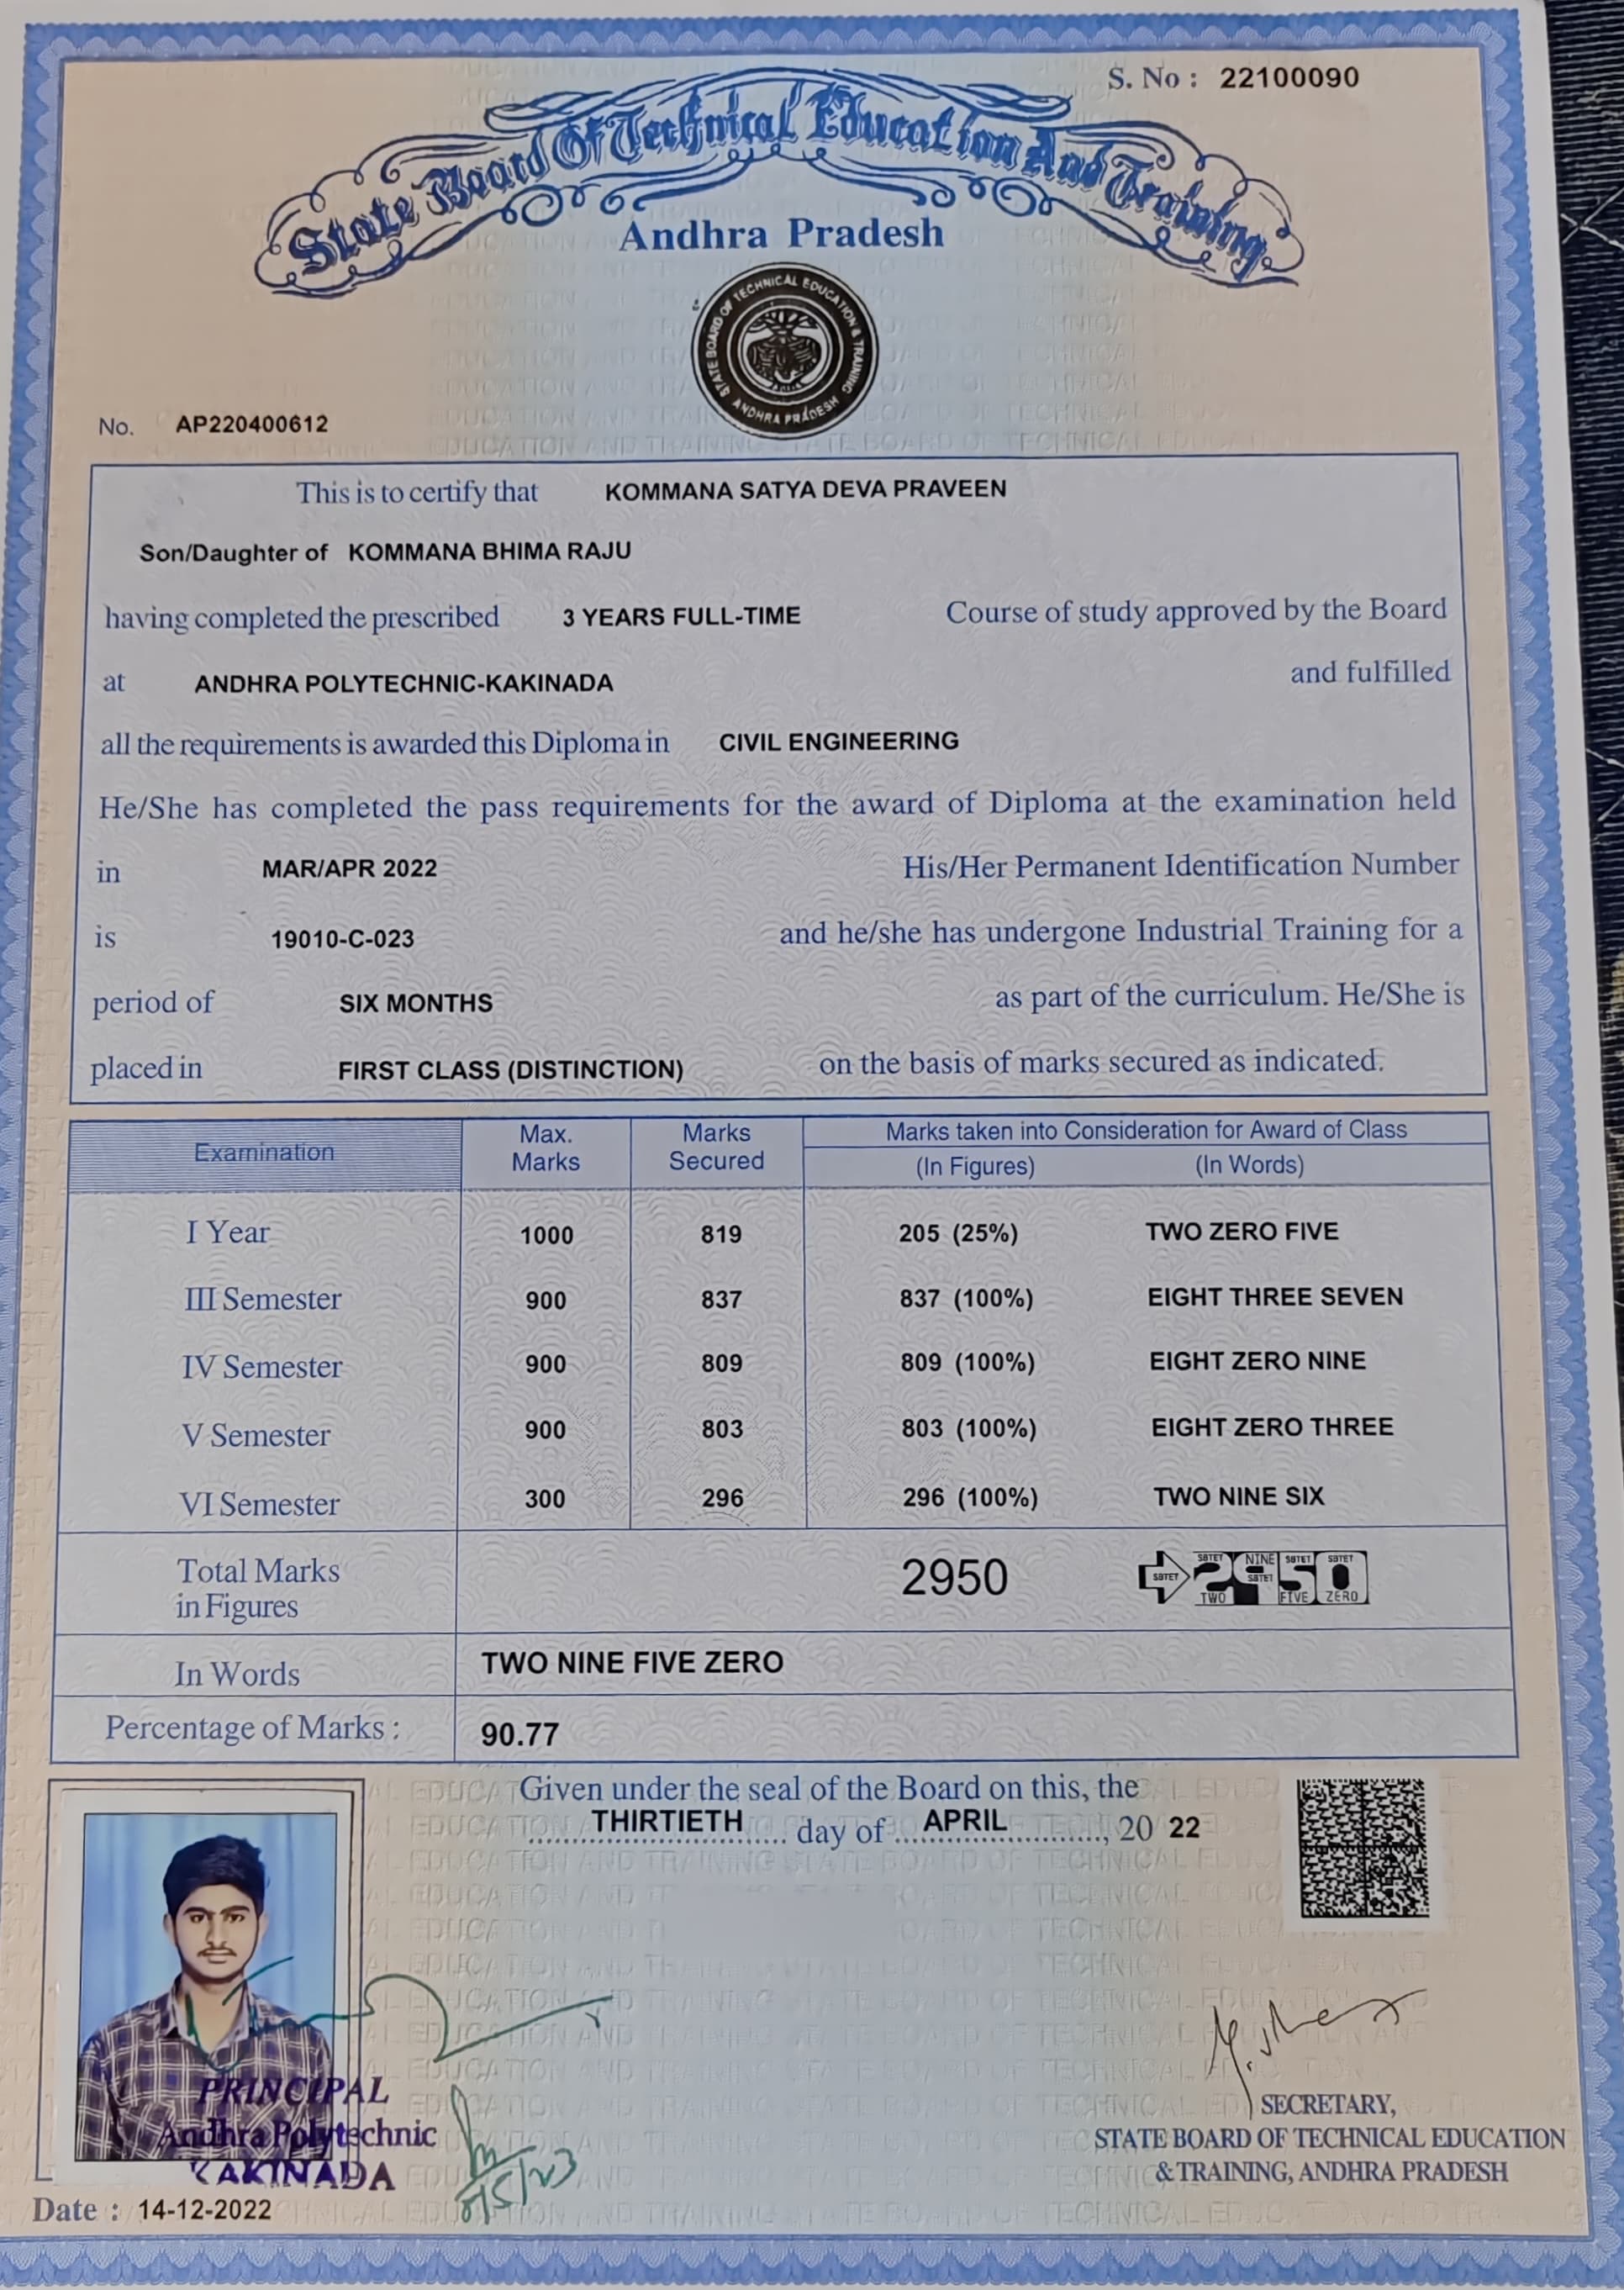 S. No : 22100090
State Board Of Technical Education And Training
Andhra Pradesh
STATE BOARD OF TECHNICAL EDUCATION & TRAINING
ANDHRA PRADESH
No. AP220400612
This is to certify that KOMMANA SATYA DEVA PRAVEEN
Son/Daughter of KOMMANA BHIMA RAJU
having completed the prescribed 3 YEARS FULL-TIME Course of study approved by the Board
at ANDHRA POLYTECHNIC-KAKINADA and fulfilled
all the requirements is awarded this Diploma in CIVIL ENGINEERING
He/She has completed the pass requirements for the award of Diploma at the examination held
in MAR/APR 2022 His/Her Permanent Identification Number
is 19010-C-023 and he/she has undergone Industrial Training for a
period of SIX MONTHS as part of the curriculum. He/She is
placed in FIRST CLASS (DISTINCTION) on the basis of marks secured as indicated.
Examination Max. Marks Marks Secured Marks taken into Consideration for Award of Class
(In Figures) (In Words)
I Year 1000 819 205 (25%) TWO ZERO FIVE
III Semester 900 837 837 (100%) EIGHT THREE SEVEN
IV Semester 900 809 809 (100%) EIGHT ZERO NINE
V Semester 900 803 803 (100%) EIGHT ZERO THREE
VI Semester 300 296 296 (100%) TWO NINE SIX
Total Marks in Figures 2950 SBTET 2950
SBTET NINE SBTET SBTET
SBTET
TWO FIVE ZERO
In Words TWO NINE FIVE ZERO
Percentage of Marks : 90.77
Given under the seal of the Board on this, the
THIRTIETH day of APRIL, 20 22
PRINCIPAL
Andhra Polytechnic
KAKINADA
SECRETARY,
STATE BOARD OF TECHNICAL EDUCATION
& TRAINING, ANDHRA PRADESH
Date : 14-12-2022